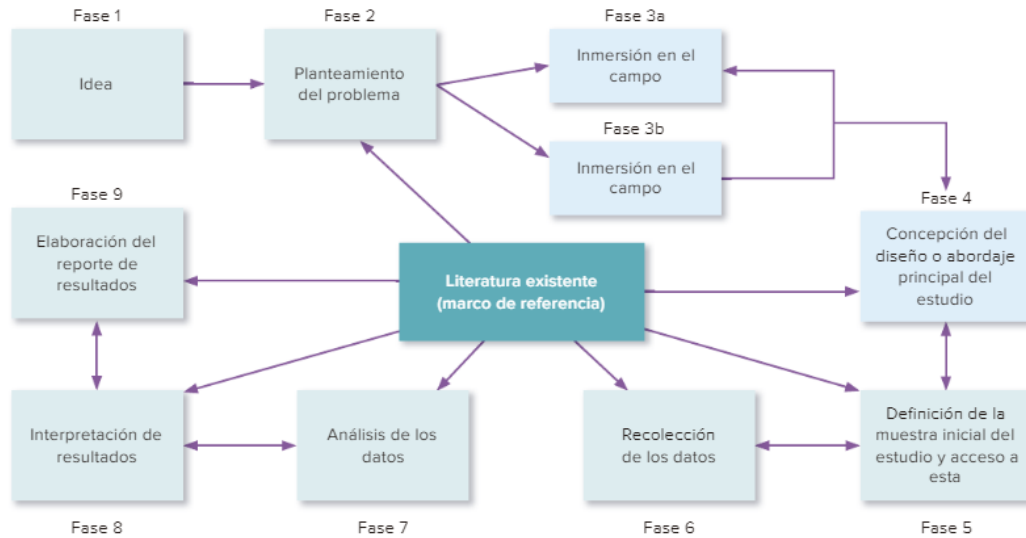 Fase 1
Idea
Fase 2
Planteamiento
del problema
Fase 3a
Inmersión en el
campo
Fase 3b
Inmersión en el
campo
Fase 4
Concepción del
diseño o abordaje
principal del
estudio
Fase 9
Elaboración del
reporte de
resultados
Literatura existente
(marco de referencia)
Interpretación de
resultados
Fase 8
Análisis de los
datos
Fase 7
Recolección
de los datos
Fase 6
Definición de la
muestra inicial del
estudio y acceso a
esta
Fase 5